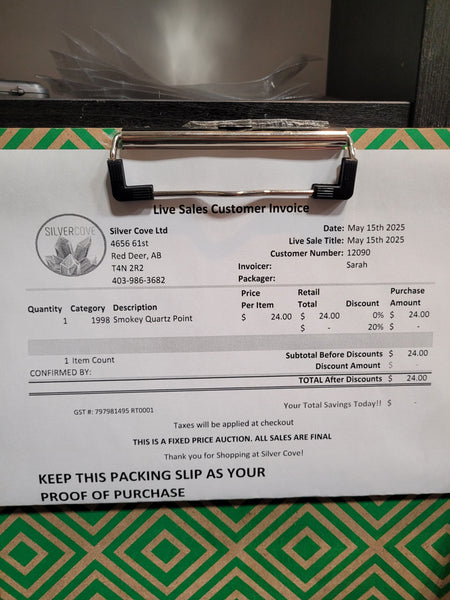 Live Sales Customer Invoice
SILVERCOVE
Silver Cove Ltd
4656 61st
Red Deer, AB
T4N 2R2
403-986-3682
Date: May 15th 2025
Live Sale Title: May 15th 2025
Customer Number: 12090
Invoicer: Sarah
Packager:
Quantity Category Description Price Per Item Retail Total Discount Purchase Amount
1 1998 Smokey Quartz Point $ 24.00 $ 24.00 0% $ 24.00
$ - 20% $ -
1 Item Count Subtotal Before Discounts $ 24.00
Discount Amount $ -
CONFIRMED BY:
TOTAL After Discounts $ 24.00
GST #: 797981495 RT0001 Your Total Savings Today!! $ -
Taxes will be applied at checkout
THIS IS A FIXED PRICE AUCTION. ALL SALES ARE FINAL
Thank you for Shopping at Silver Cove!
KEEP THIS PACKING SLIP AS YOUR
PROOF OF PURCHASE